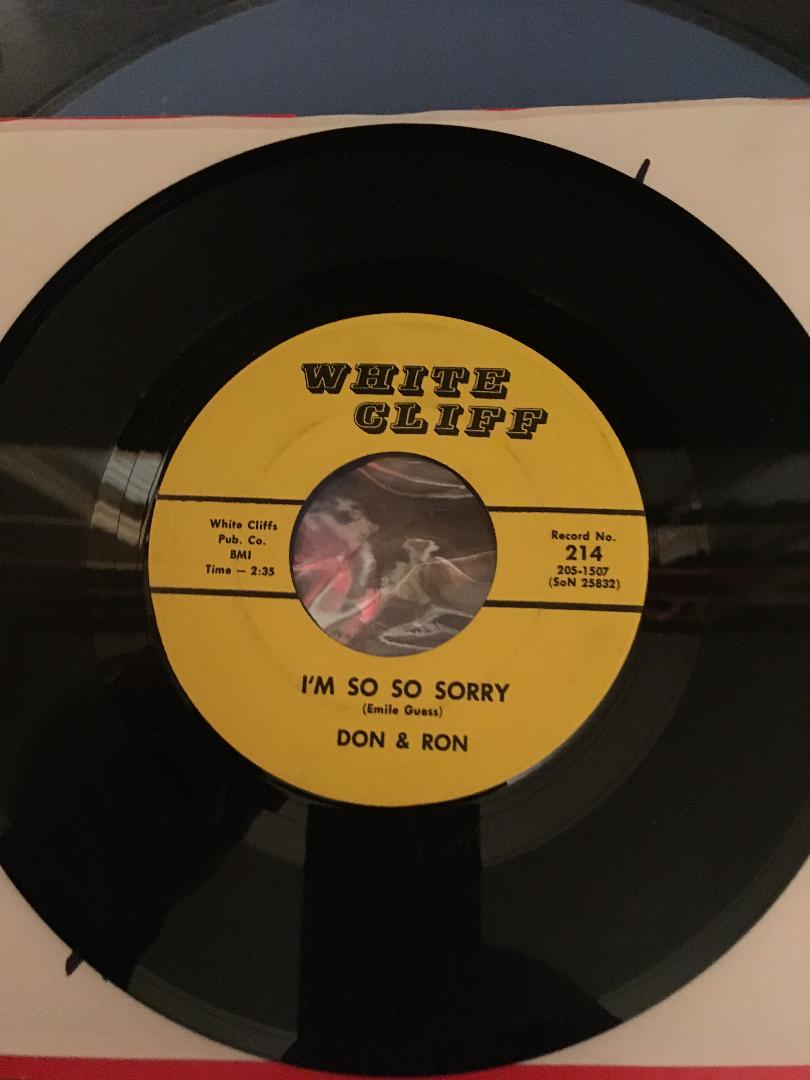 WHITE
CLIFF
White Cliffs
Pub. Co.
BMI
Time — 2:35
Record No.
214
205-1507
(SoN 25832)
I'M SO SO SORRY
(Emile Guess)
DON & RON